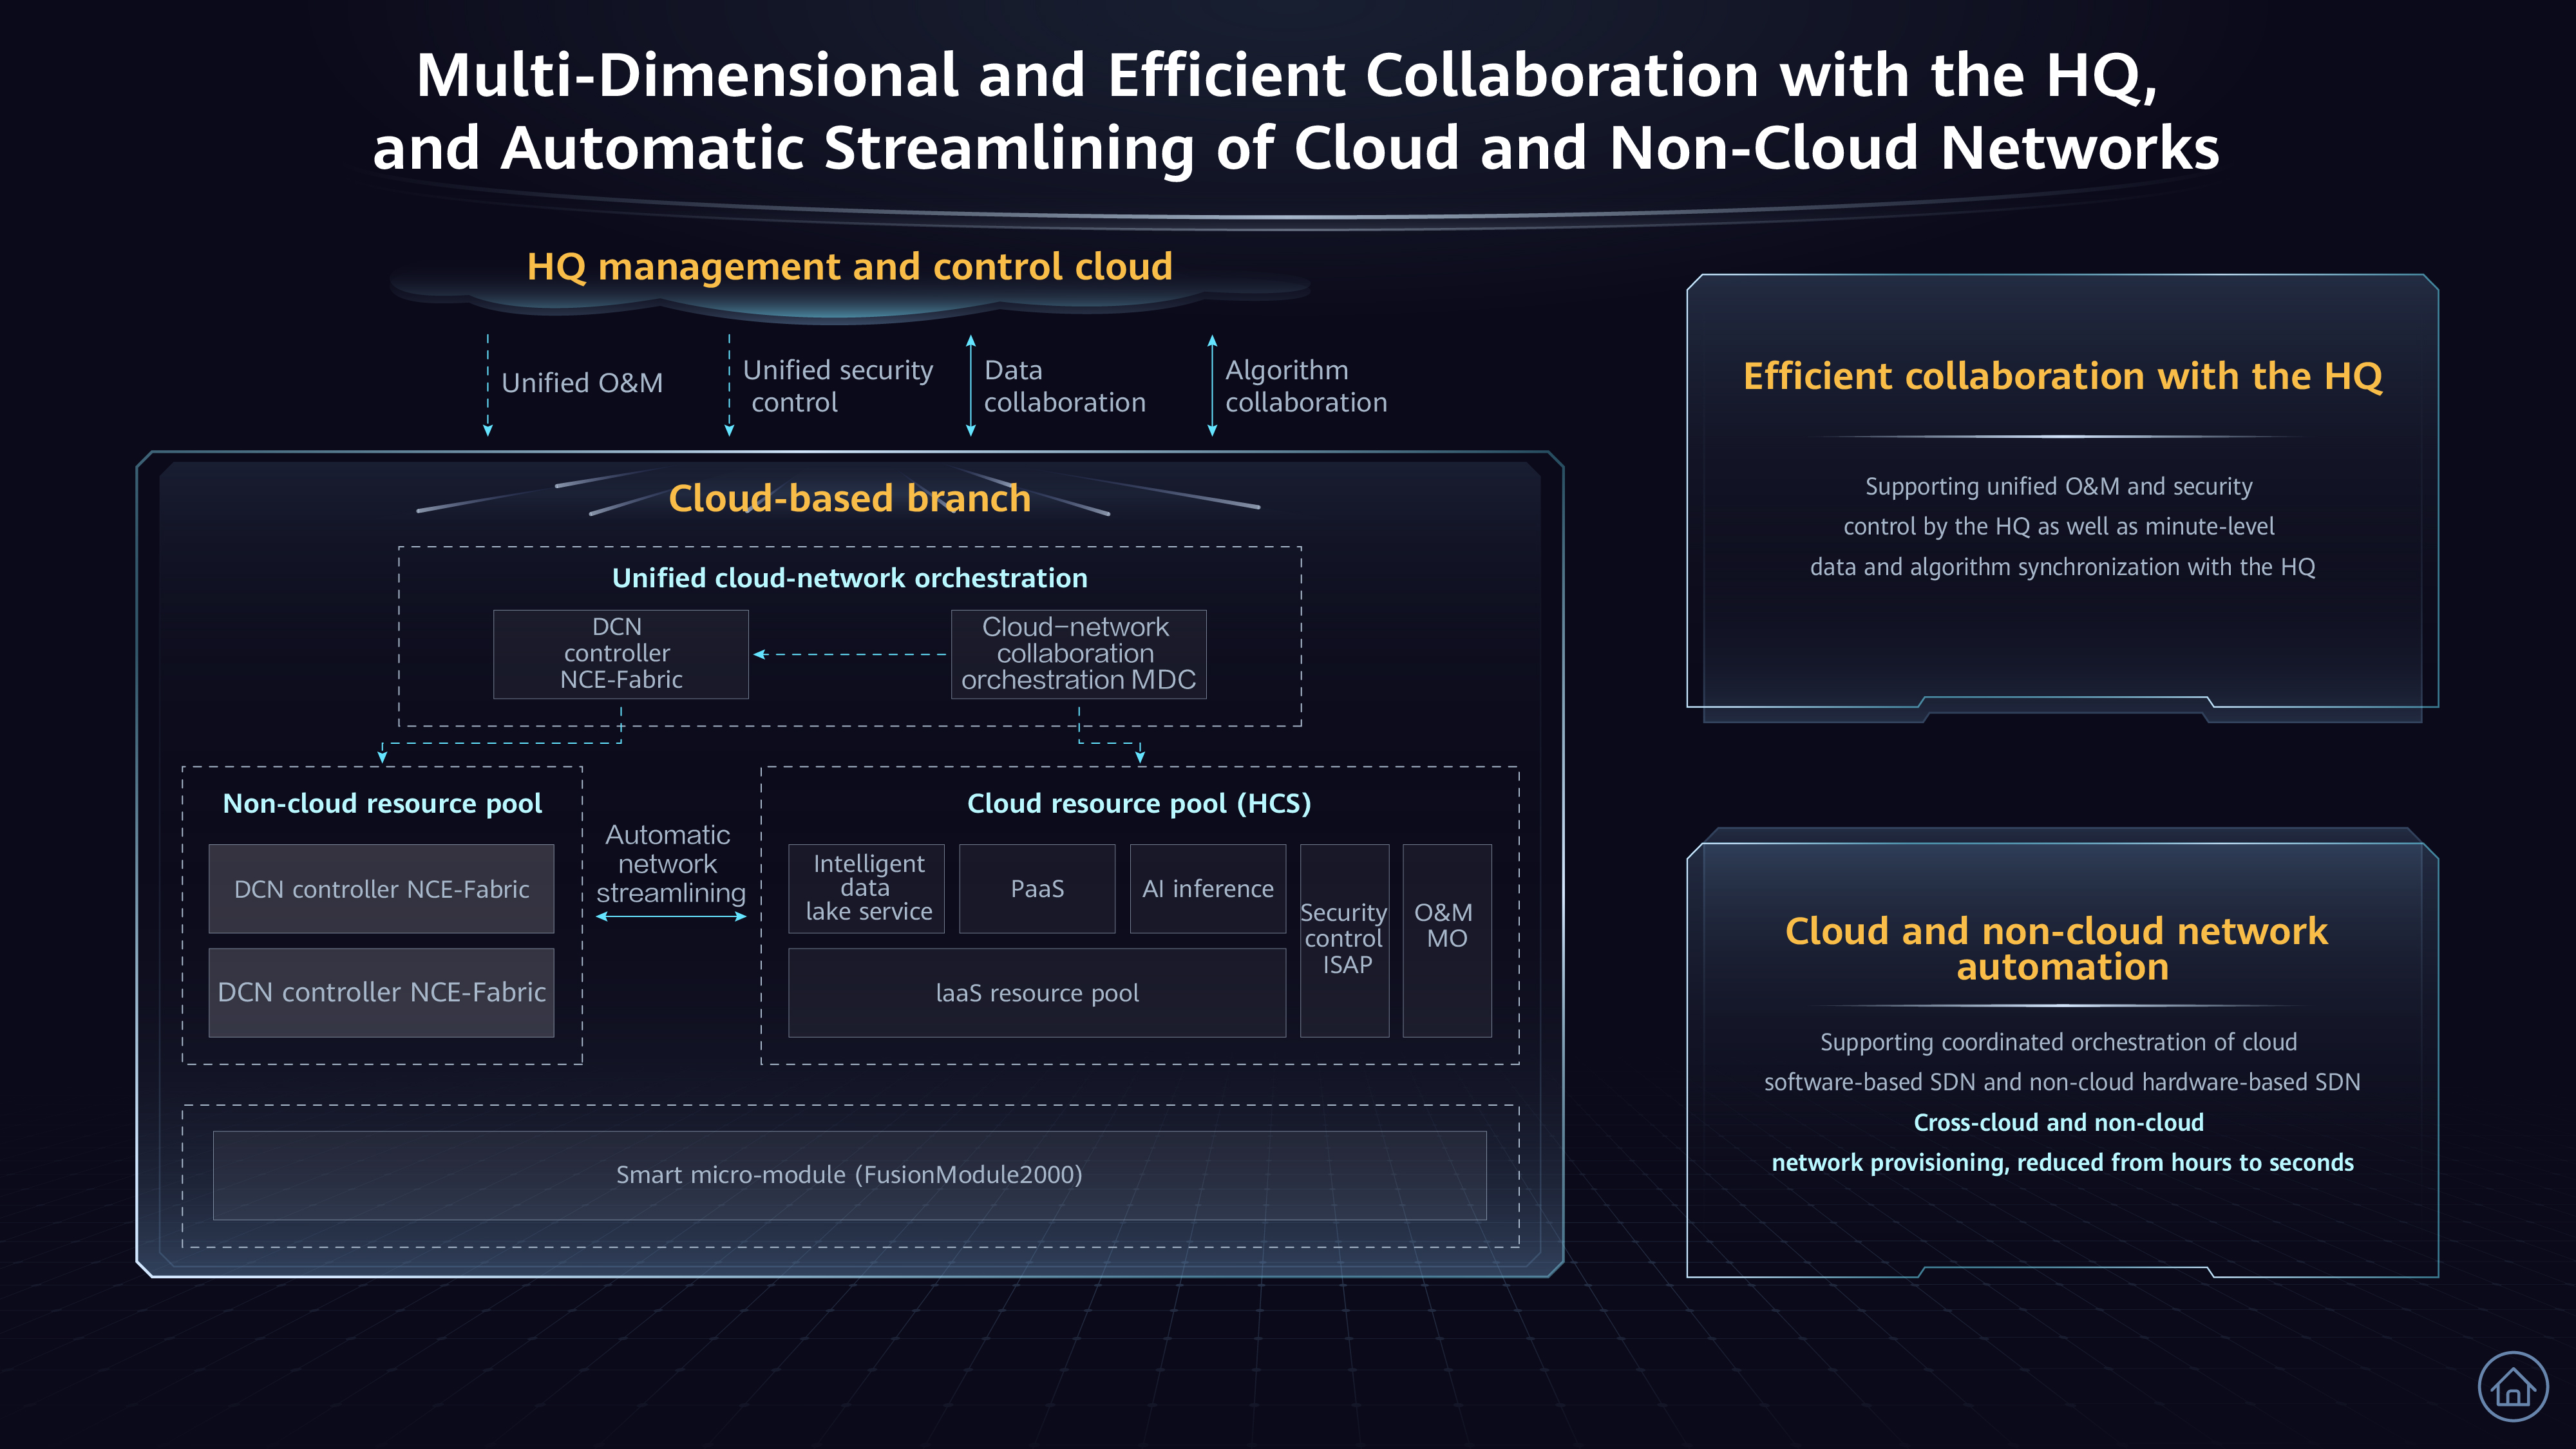 Multi-Dimensional and Efficient Collaboration with the HQ,
and Automatic Streamlining of Cloud and Non-Cloud Networks
HQ management and control cloud
Unified O&M
Unified security
control
Data
collaboration
Algorithm
collaboration
Cloud-based branch
Unified cloud-network orchestration
DCN
controller
NCE-Fabric
Cloud-network
collaboration
orchestration MDC
Non-cloud resource pool
DCN controller NCE-Fabric
DCN controller NCE-Fabric
Automatic
network
streamlining
Cloud resource pool (HCS)
Intelligent
data
lake service
PaaS
AI inference
Security
control
ISAP
O&M
MO
laaS resource pool
Smart micro-module (FusionModule2000)
Efficient collaboration with the HQ
Supporting unified O&M and security
control by the HQ as well as minute-level
data and algorithm synchronization with the HQ
Cloud and non-cloud network
automation
Supporting coordinated orchestration of cloud
software-based SDN and non-cloud hardware-based SDN
Cross-cloud and non-cloud
network provisioning, reduced from hours to seconds